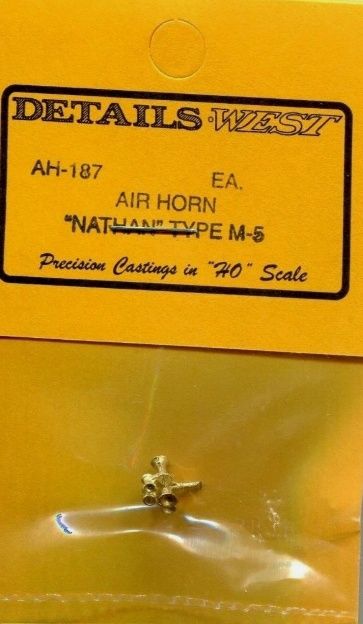 DETAILS WEST
AH-187 EA.
AIR HORN
"NATHAN" TYPE M-5
Precision Castings in "HO" Scale